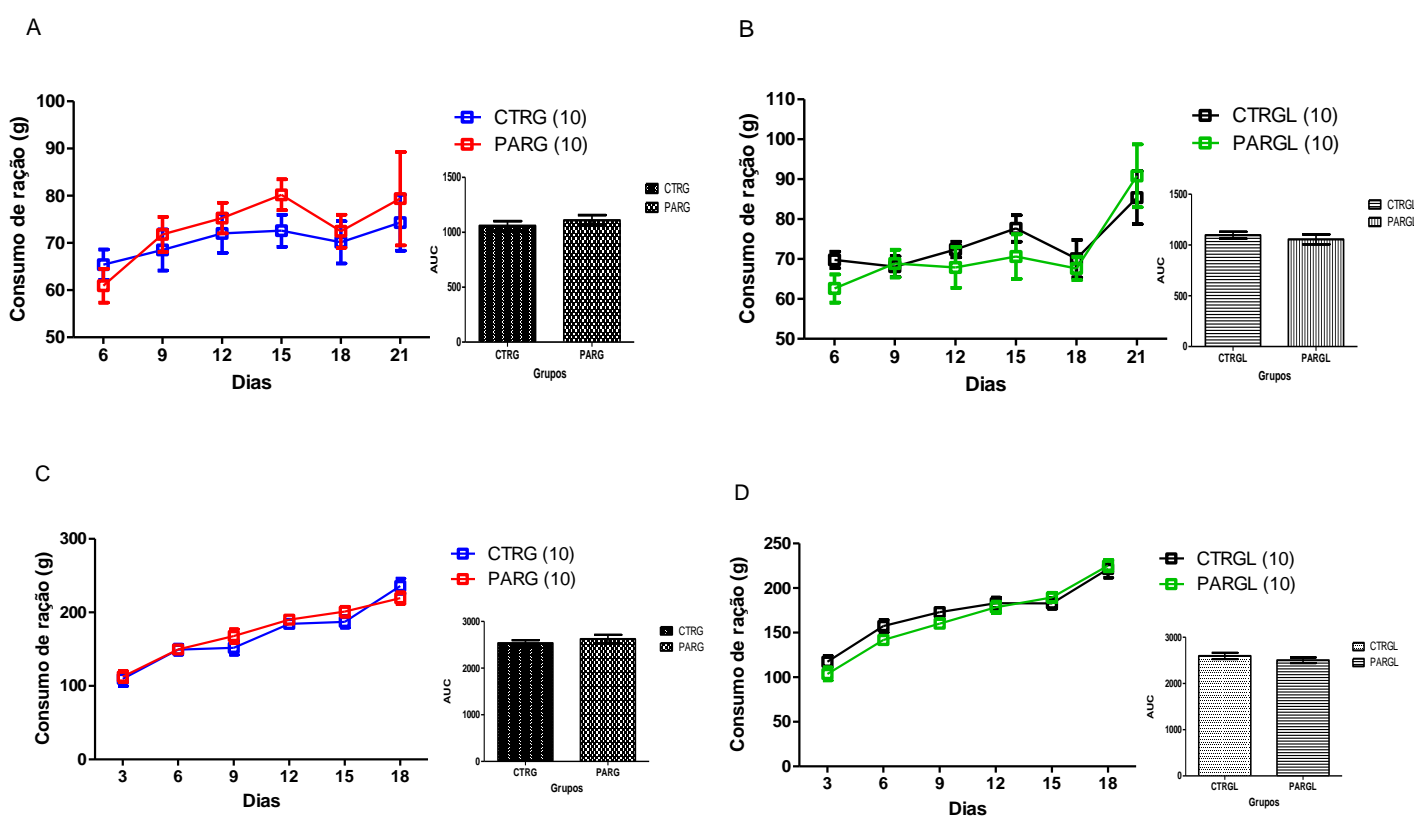 A
100
90
80
70
60
50
Consumo de ração (g)
6 9 12 15 18 21
Dias
CTRG (10)
PARG (10)
1500
1000
500
0
AUC
CTRG PARG
Grupos
CTRG
PARG
B
110
100
90
80
70
60
50
Consumo de ração (g)
6 9 12 15 18 21
Dias
CTRGL (10)
PARGL (10)
1500
1000
500
0
AUC
CTRGL PARGL
Grupos
CTRGL
PARGL
C
300
200
100
0
Consumo de ração (g)
3 6 9 12 15 18
Dias
CTRG (10)
PARG (10)
3000
2000
1000
0
AUC
CTRG PARG
Grupos
CTRG
PARG
D
250
200
150
100
50
0
Consumo de ração (g)
3 6 9 12 15 18
Dias
CTRGL (10)
PARGL (10)
3000
2000
1000
0
AUC
CTRGL PARGL
Grupos
CTRGL
PARGL